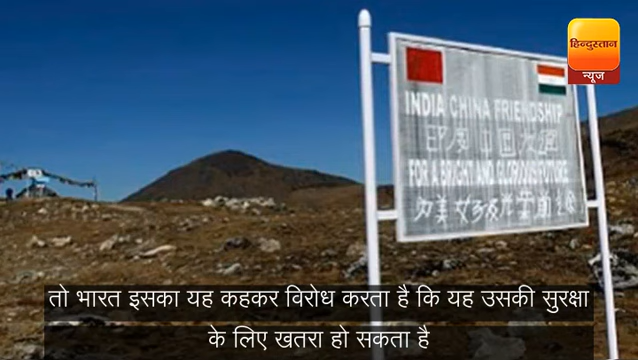 हिन्दुस्तान
न्यूज
INDIA CHINA FRIENDSHIP
FOR A BRIGHT AND GLORIOUS FUTURE
तो भारत इसका यह कहकर विरोध करता है कि यह उसकी सुरक्षा
के लिए खतरा हो सकता है